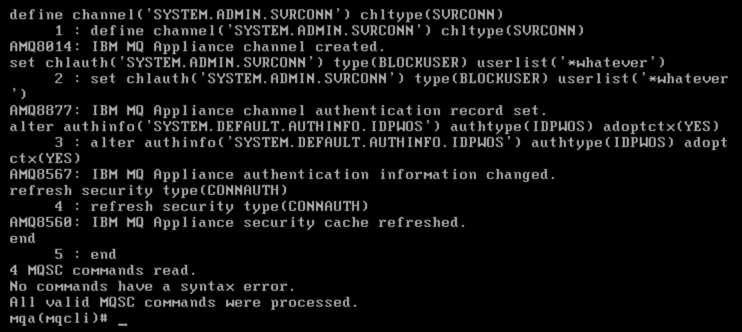 define channel('SYSTEM.ADMIN.SVRCONN') chltype(SVRCONN)
1 : define channel('SYSTEM.ADMIN.SVRCONN') chltype(SVRCONN)
AMQ8014: IBM MQ Appliance channel created.
set chlauth('SYSTEM.ADMIN.SVRCONN') type(BLOCKUSER) userlist('*whatever')
2 : set chlauth('SYSTEM.ADMIN.SVRCONN') type(BLOCKUSER) userlist('*whatever
')
AMQ8877: IBM MQ Appliance channel authentication record set.
alter authinfo('SYSTEM.DEFAULT.AUTHINFO.IDPWOS') authtype(IDPWOS) adoptctx(YES)
3 : alter authinfo('SYSTEM.DEFAULT.AUTHINFO.IDPWOS') authtype(IDPWOS) adopt
ctx(YES)
AMQ8567: IBM MQ Appliance authentication information changed.
refresh security type(CONNAUTH)
4 : refresh security type(CONNAUTH)
AMQ8560: IBM MQ Appliance security cache refreshed.
end
5 : end
4 MQSC commands read.
No commands have a syntax error.
All valid MQSC commands were processed.
mqa(mqcli)# _